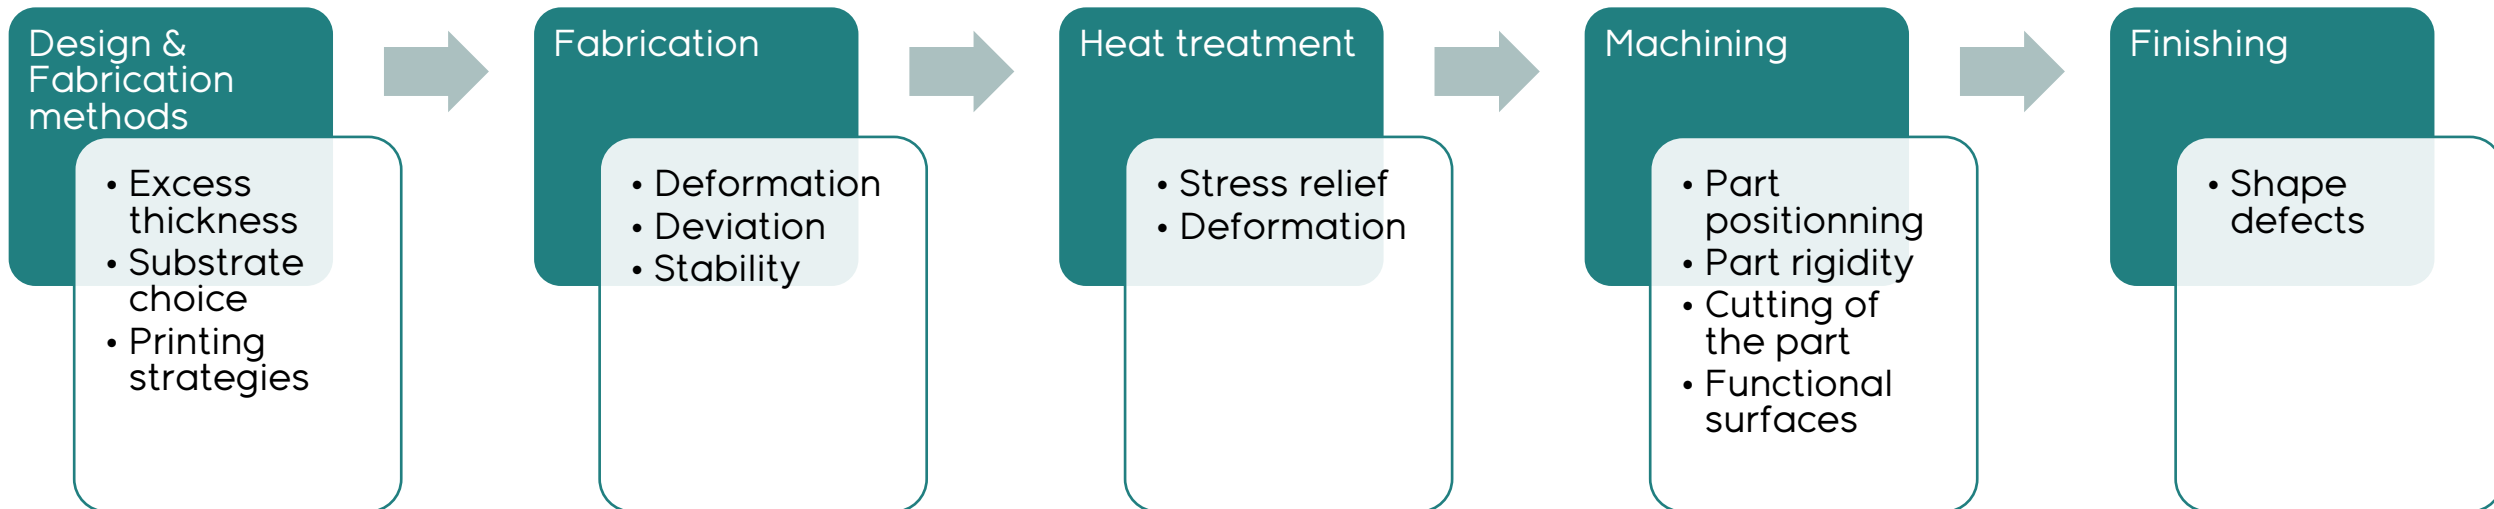 Design &
Fabrication
methods
• Excess
thickness
• Substrate
choice
• Printing
strategies
Fabrication
• Deformation
• Deviation
• Stability
Heat treatment
• Stress relief
• Deformation
Machining
• Part
positionning
• Part rigidity
• Cutting of
the part
• Functional
surfaces
Finishing
• Shape
defects